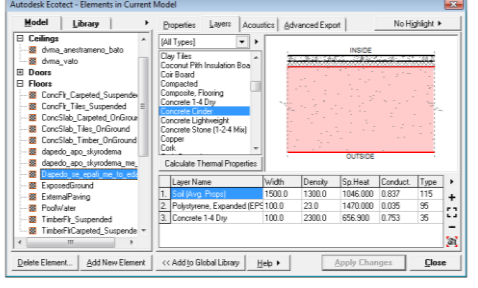 Autodesk Ecotect - Elements in Current Model
Model
Library
Properties
Layers
Acoustics
Advanced Export
No Highlight
Ceilings
dvma_anestrameno_bato
dvma_vato
Doors
Floors
ConcFlr_Carpeted_Suspende
ConcFlr_Tiles_Suspended
ConcSlab_Carpeted_OnGrou
ConcSlab_Tiles_OnGround
ConcSlab_Timber_OnGround
dapedo_apo_skyrodema
dapedo_apo_skyrodema_me_
Dapedo_se_epafi_me_to_eda
ExposedGround
ExternalPaving
PoolWater
TimberFlr_Suspended
TimberFlrCarpeted_Suspende
[All Types]
Clay Tiles
Coconut Pith Insulation Boa
Coir Board
Compacted
Composite, Flooring
Concrete 1-4 Dry
Concrete Cinder
Concrete Lightweight
Concrete Stone (1-2-4 Mix)
Copper
Cork
Calculate Thermal Properties
INSIDE
OUTSIDE
Layer Name Width Density Sp.Heat Conduct. Type
1. Soil (Avg. Props) 1500.0 1300.0 1046.000 0.837 115
2. Polystyrene, Expanded (EPS 100.0 23.0 1470.000 0.035 95
3. Concrete 1-4 Dry 100.0 2300.0 656.900 0.753 35
Delete Element...
Add New Element
<< Add to Global Library
Help
Apply Changes
Close